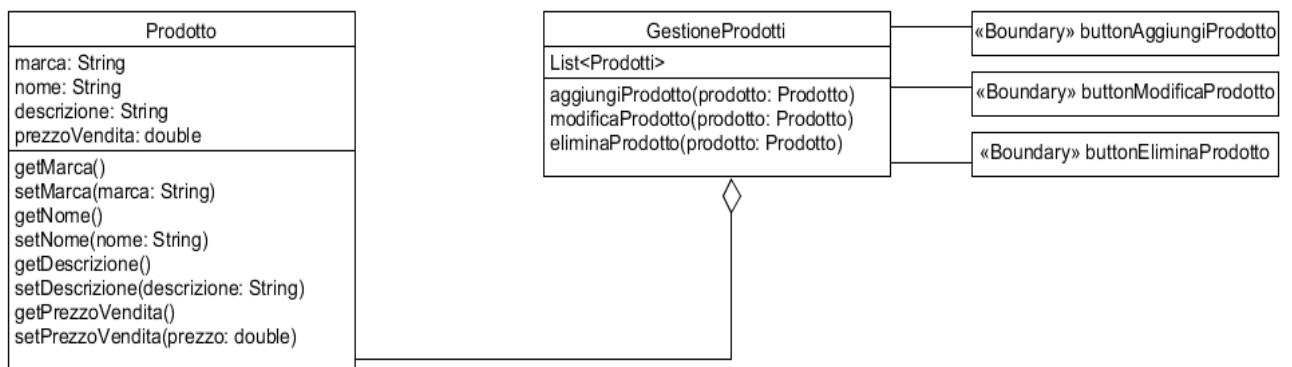 Prodotto
marca: String
nome: String
descrizione: String
prezzoVendita: double
getMarca()
setMarca(marca: String)
getNome()
setNome(nome: String)
getDescrizione()
setDescrizione(descrizione: String)
getPrezzoVendita()
setPrezzoVendita(prezzo: double)
GestioneProdotti
List<Prodotti>
aggiungiProdotto(prodotto: Prodotto)
modificaProdotto(prodotto: Prodotto)
eliminaProdotto(prodotto: Prodotto)
«Boundary» buttonAggiungiProdotto
«Boundary» buttonModificaProdotto
«Boundary» buttonEliminaProdotto